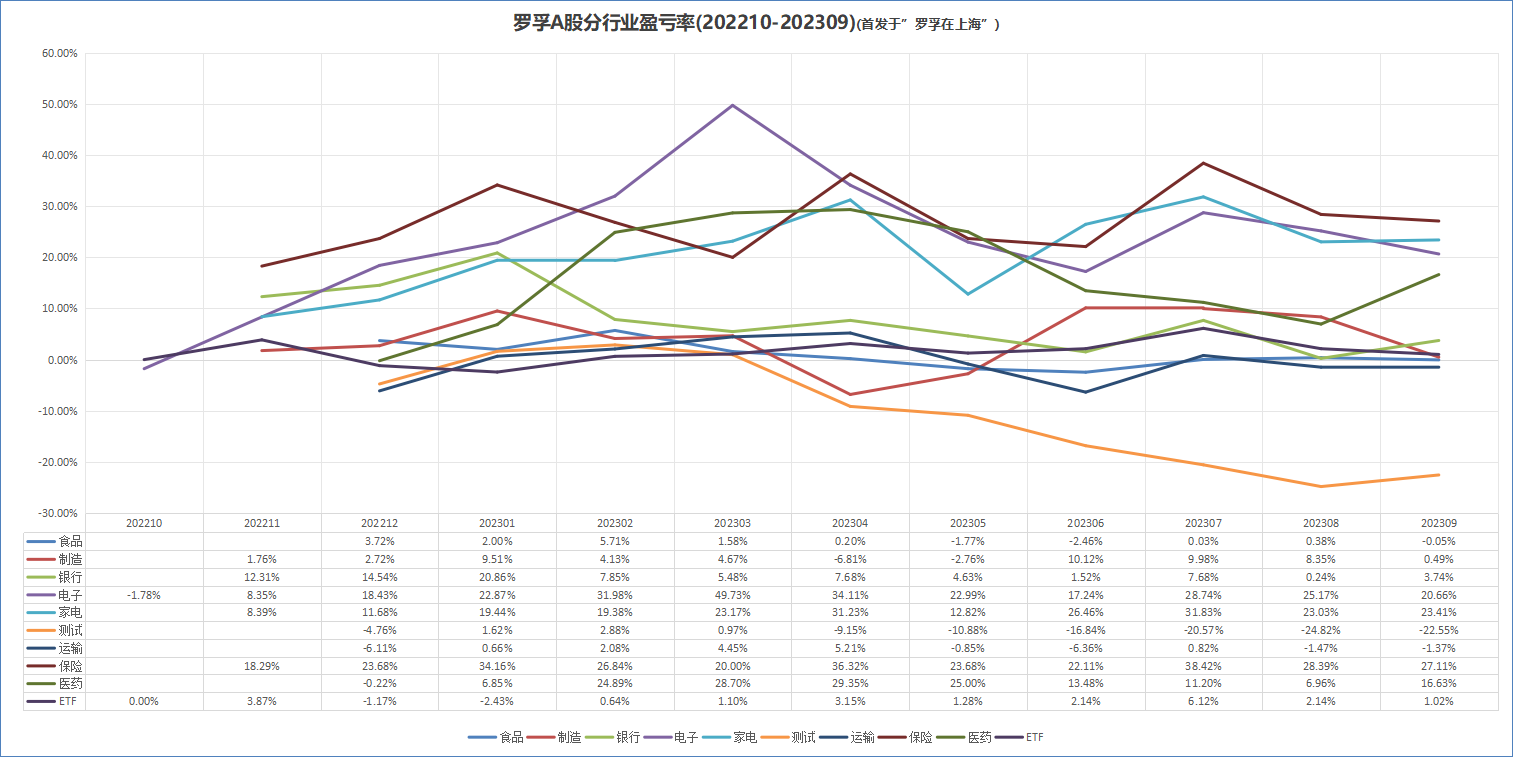 罗孚A股分行业盈亏率(202210-202309)(首发于”罗孚在上海”)
60.00%
50.00%
40.00%
30.00%
20.00%
10.00%
0.00%
-10.00%
-20.00%
-30.00%
202210 202211 202212 202301 202302 202303 202304 202305 202306 202307 202308 202309
食品 3.72% 2.00% 5.71% 1.58% 0.20% -1.77% -2.46% 0.03% 0.38% -0.05%
制造 1.76% 2.72% 9.51% 4.13% 4.67% -6.81% -2.76% 10.12% 9.98% 8.35% 0.49%
银行 12.31% 14.54% 20.86% 7.85% 5.48% 7.68% 4.63% 1.52% 7.68% 0.24% 3.74%
电子 -1.78% 8.35% 18.43% 22.87% 31.98% 49.73% 34.11% 22.99% 17.24% 28.74% 25.17% 20.66%
家电 8.39% 11.68% 19.44% 19.38% 23.17% 31.23% 12.82% 26.46% 31.83% 23.03% 23.41%
测试 -4.76% 1.62% 2.88% 0.97% -9.15% -10.88% -16.84% -20.57% -24.82% -22.55%
运输 -6.11% 0.66% 2.08% 4.45% 5.21% -0.85% -6.36% 0.82% -1.47% -1.37%
保险 18.29% 23.68% 34.16% 26.84% 20.00% 36.32% 23.68% 22.11% 38.42% 28.39% 27.11%
医药 -0.22% 6.85% 24.89% 28.70% 29.35% 25.00% 13.48% 11.20% 6.96% 16.63%
ETF 0.00% 3.87% -1.17% -2.43% 0.64% 1.10% 3.15% 1.28% 2.14% 6.12% 2.14% 1.02%
食品 制造 银行 电子 家电 测试 运输 保险 医药 ETF